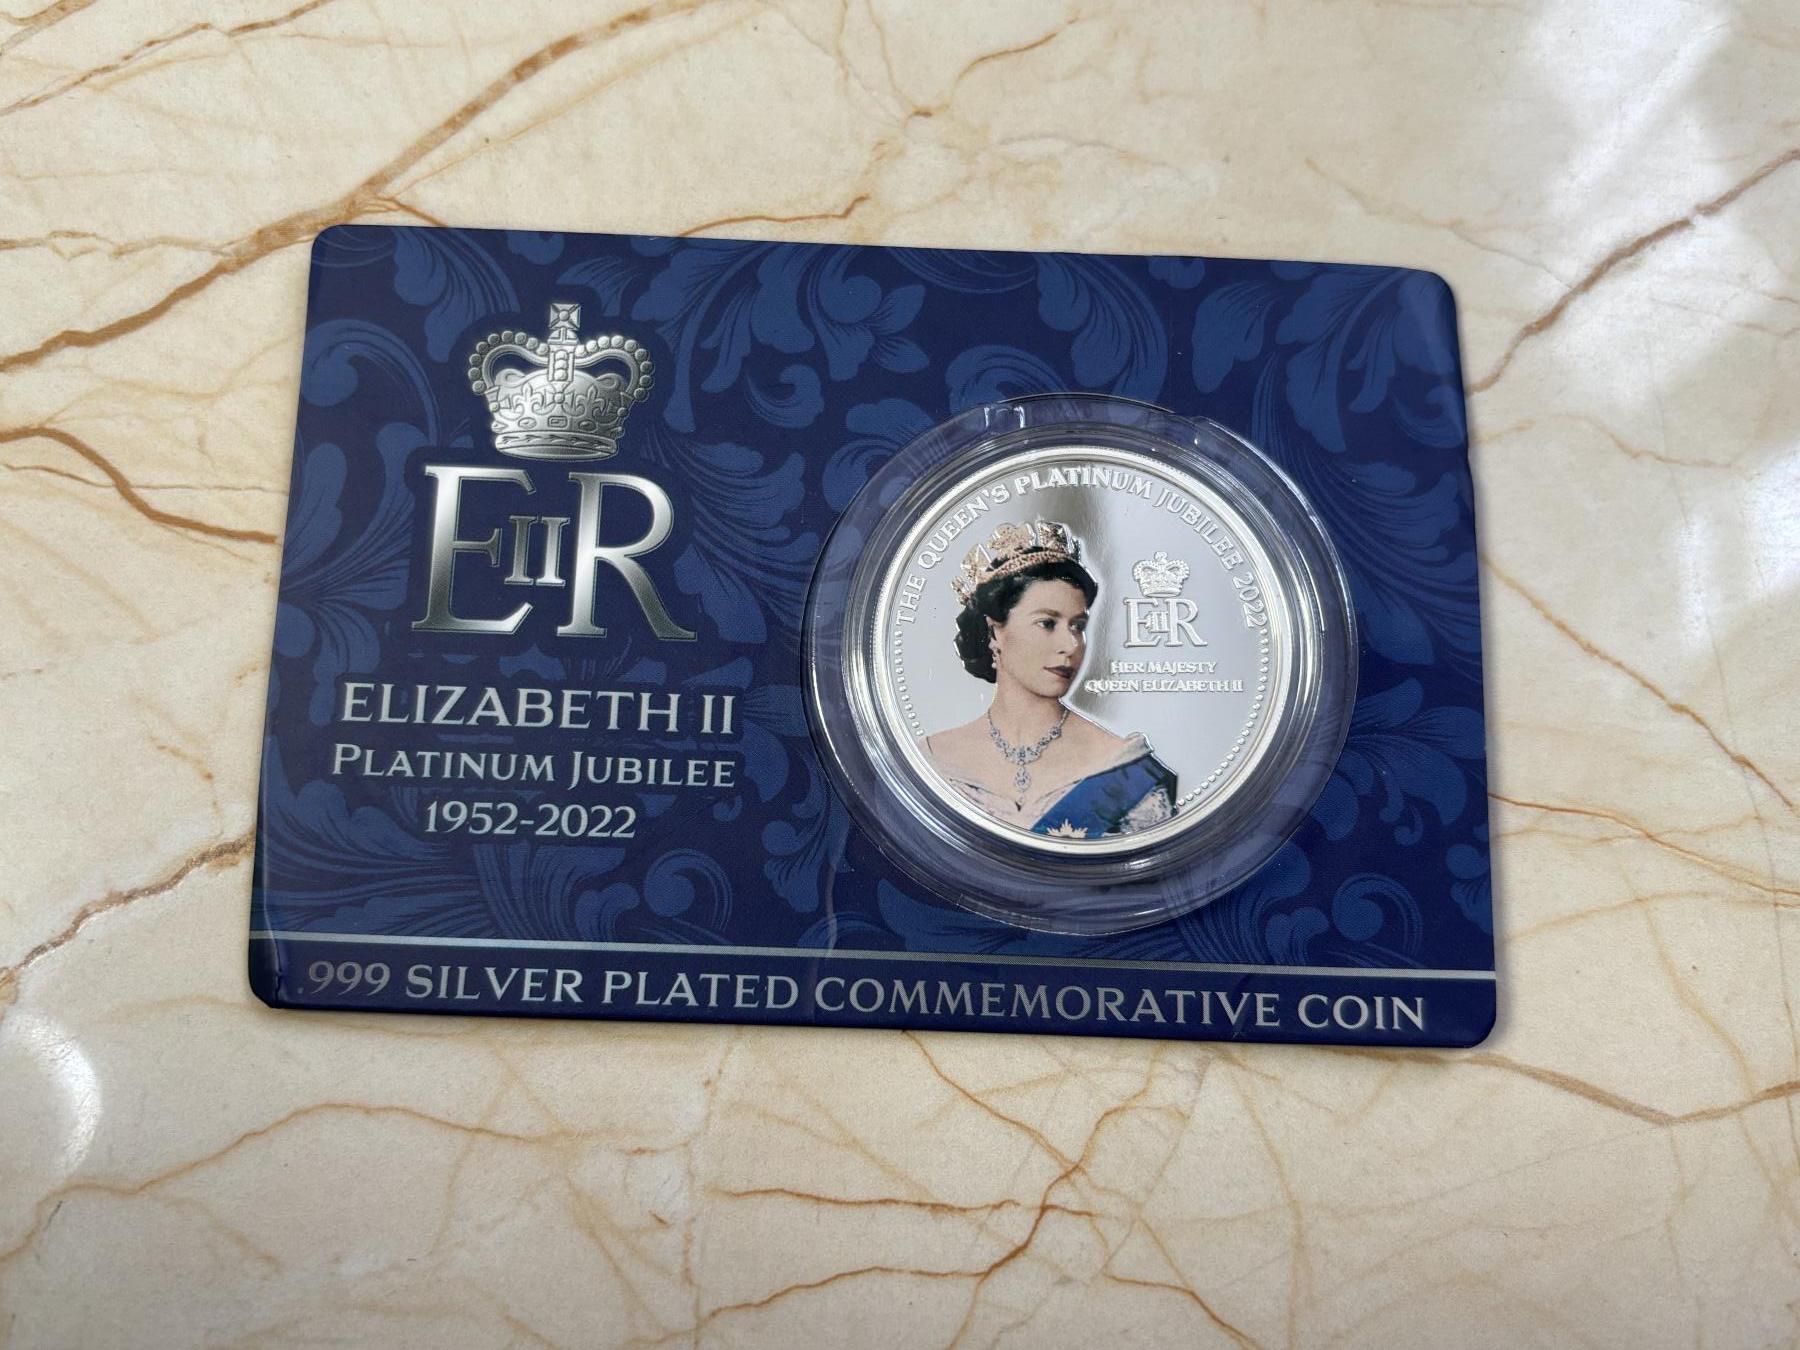 EIIR
ELIZABETH II
PLATINUM JUBILEE
1952-2022
THE QUEEN'S PLATINUM JUBILEE 2022
EIIR
HER MAJESTY
QUEEN ELIZABETH II
.999 SILVER PLATED COMMEMORATIVE COIN